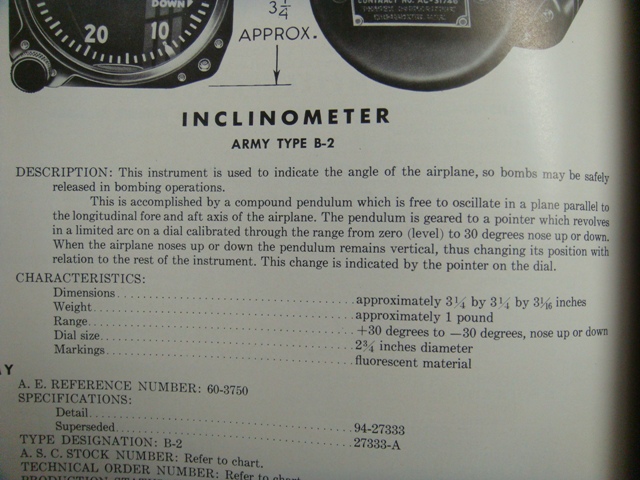 DOWN
CONTRACT NO. AC-31740
20 10
3 1/4
APPROX.
INCLINOMETER
ARMY TYPE B-2
DESCRIPTION: This instrument is used to indicate the angle of the airplane, so bombs may be safely
released in bombing operations.
This is accomplished by a compound pendulum which is free to oscillate in a plane parallel to
the longitudinal fore and aft axis of the airplane. The pendulum is geared to a pointer which revolves
in a limited arc on a dial calibrated through the range from zero (level) to 30 degrees nose up or down.
When the airplane noses up or down the pendulum remains vertical, thus changing its position with
relation to the rest of the instrument. This change is indicated by the pointer on the dial.
CHARACTERISTICS:
Dimensions........................................approximately 3¼ by 3¼ by 3 1/16 inches
Weight............................................approximately 1 pound
Range.............................................+30 degrees to —30 degrees, nose up or down
Dial size.........................................2¾ inches diameter
Markings..........................................fluorescent material
A. E. REFERENCE NUMBER: 60-3750
SPECIFICATIONS:
Detail............................................94-27333
Superseded........................................27333-A
TYPE DESIGNATION: B-2
A. S. C. STOCK NUMBER: Refer to chart.
TECHNICAL ORDER NUMBER: Refer to chart